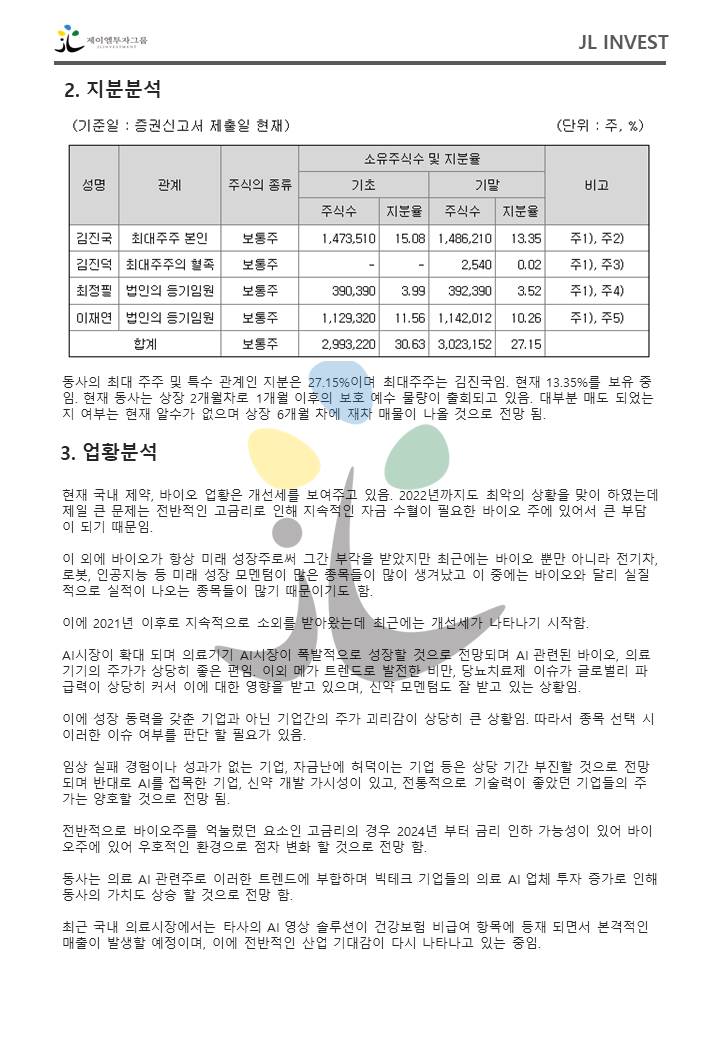 제이엘투자그룹
JLINVESTMENT
JL INVEST
2. 지분분석
(기준일 : 증권신고서 제출일 현재)
(단위 : 주, %)
성명 관계 주식의 종류 소유주식수 및 지분율 비고
기초 기말
주식수 지분율 주식수 지분율
김진국 최대주주 본인 보통주 1,473,510 15.08 1,486,210 13.35 주1), 주2)
김진덕 최대주주의 혈족 보통주 - - 2,540 0.02 주1), 주3)
최정필 법인의 등기임원 보통주 390,390 3.99 392,390 3.52 주1), 주4)
이재연 법인의 등기임원 보통주 1,129,320 11.56 1,142,012 10.26 주1), 주5)
합계 보통주 2,993,220 30.63 3,023,152 27.15
동사의 최대 주주 및 특수 관계인 지분은 27.15%이며 최대주주는 김진국임. 현재 13.35%를 보유 중
임. 현재 동사는 상장 2개월차로 1개월 이후의 보호 예수 물량이 출회되고 있음. 대부분 매도 되었는
지 여부는 현재 알수가 없으며 상장 6개월 차에 재차 매물이 나올 것으로 전망 됨.
3. 업황분석
현재 국내 제약, 바이오 업황은 개선세를 보여주고 있음. 2022년까지도 최악의 상황을 맞이 하였는데
제일 큰 문제는 전반적인 고금리로 인해 지속적인 자금 수혈이 필요한 바이오 주에 있어서 큰 부담
이 되기 때문임.
이 외에 바이오가 항상 미래 성장주로써 그간 부각을 받았지만 최근에는 바이오 뿐만 아니라 전기차,
로봇, 인공지능 등 미래 성장 모멘텀이 많은 종목들이 많이 생겨났고 이 중에는 바이오와 달리 실질
적으로 실적이 나오는 종목들이 많기 때문이기도 함.
이에 2021년 이후로 지속적으로 소외를 받아왔는데 최근에는 개선세가 나타나기 시작함.
AI시장이 확대 되며 의료기기 AI시장이 폭발적으로 성장할 것으로 전망되며 AI 관련된 바이오, 의료
기기의 주가가 상당히 좋은 편임. 이외 메가 트렌드로 발전한 비만, 당뇨치료제 이슈가 글로벌리 파
급력이 상당히 커서 이에 대한 영향을 받고 있으며, 신약 모멘텀도 잘 받고 있는 상황임.
이에 성장 동력을 갖춘 기업과 아닌 기업간의 주가 괴리감이 상당히 큰 상황임. 따라서 종목 선택 시
이러한 이슈 여부를 판단 할 필요가 있음.
임상 실패 경험이나 성과가 없는 기업, 자금난에 허덕이는 기업 등은 상당 기간 부진할 것으로 전망
되며 반대로 AI를 접목한 기업, 신약 개발 가시성이 있고, 전통적으로 기술력이 좋았던 기업들의 주
가는 양호할 것으로 전망 됨.
전반적으로 바이오주를 억눌렀던 요소인 고금리의 경우 2024년 부터 금리 인하 가능성이 있어 바이
오주에 있어 우호적인 환경으로 점차 변화 할 것으로 전망 함.
동사는 의료 AI 관련주로 이러한 트렌드에 부합하며 빅테크 기업들의 의료 AI 업체 투자 증가로 인해
동사의 가치도 상승 할 것으로 전망 함.
최근 국내 의료시장에서는 타사의 AI 영상 솔루션이 건강보험 비급여 항목에 등재 되면서 본격적인
매출이 발생할 예정이며, 이에 전반적인 산업 기대감이 다시 나타나고 있는 중임.